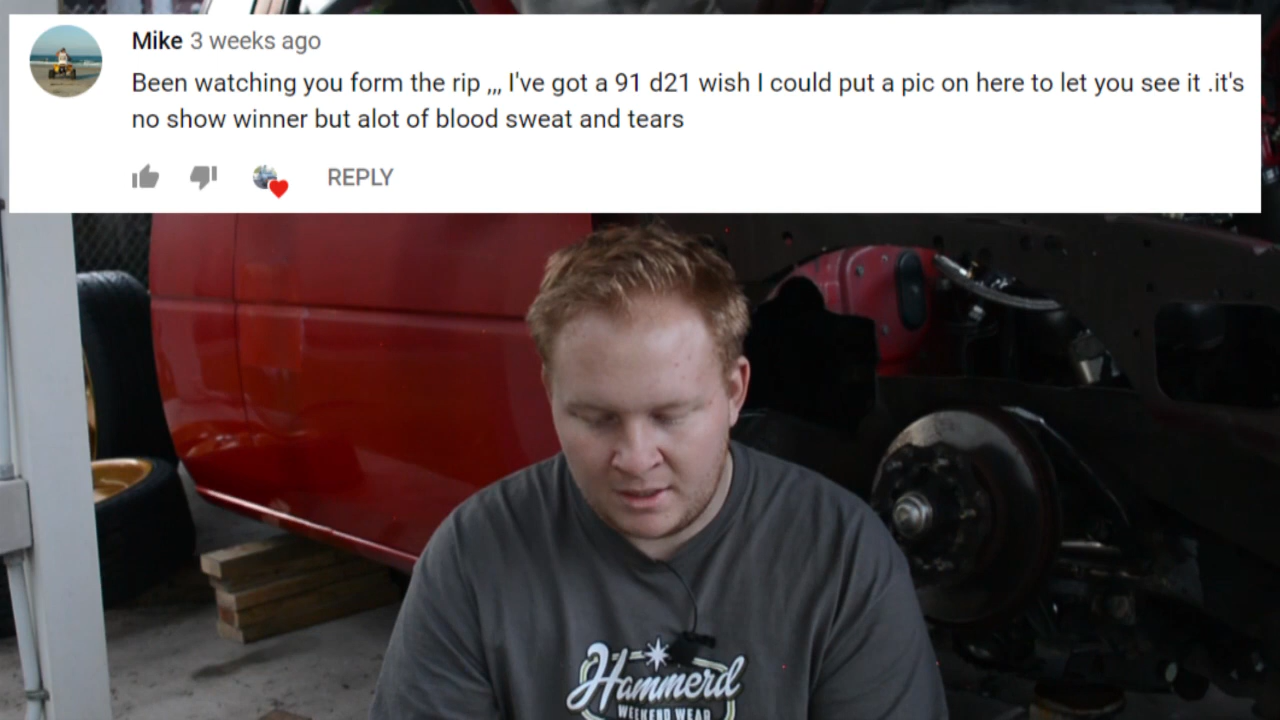 Mike 3 weeks ago
Been watching you form the rip ,,, I've got a 91 d21 wish I could put a pic on here to let you see it .it's
no show winner but alot of blood sweat and tears
REPLY
Hammerd
WEEKEND WEAR